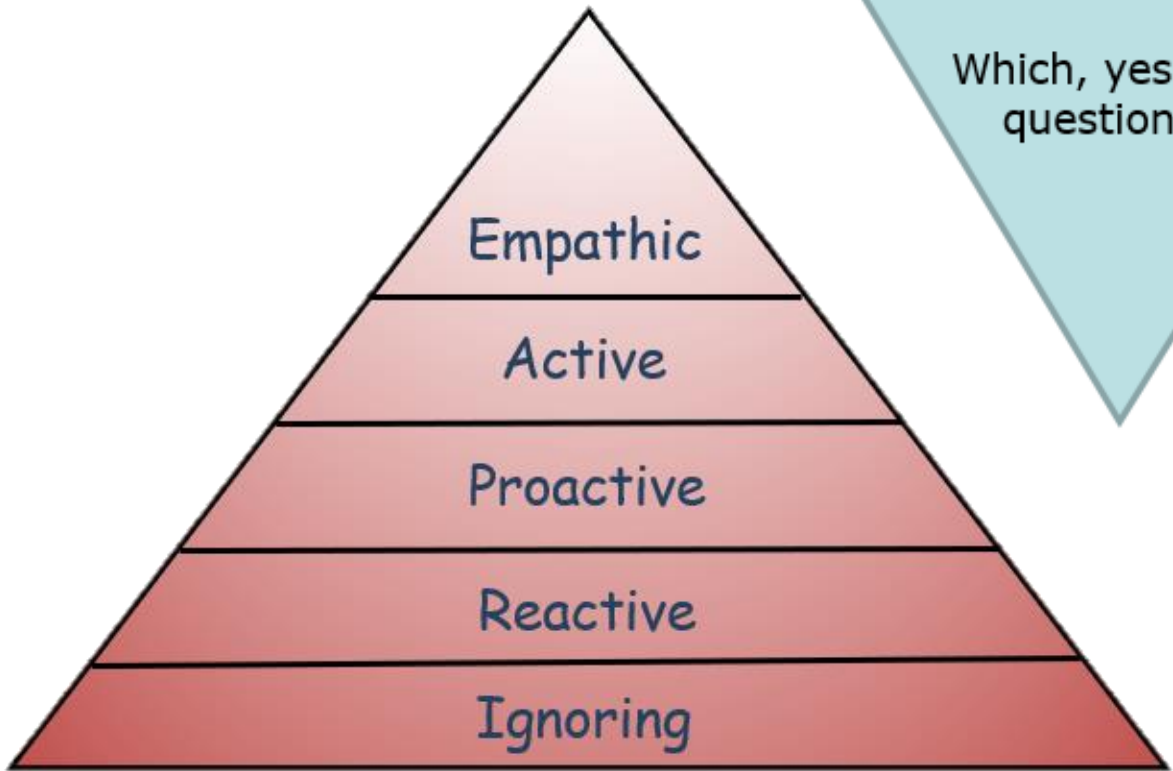 Which, yes
question
Empathic
Active
Proactive
Reactive
Ignoring